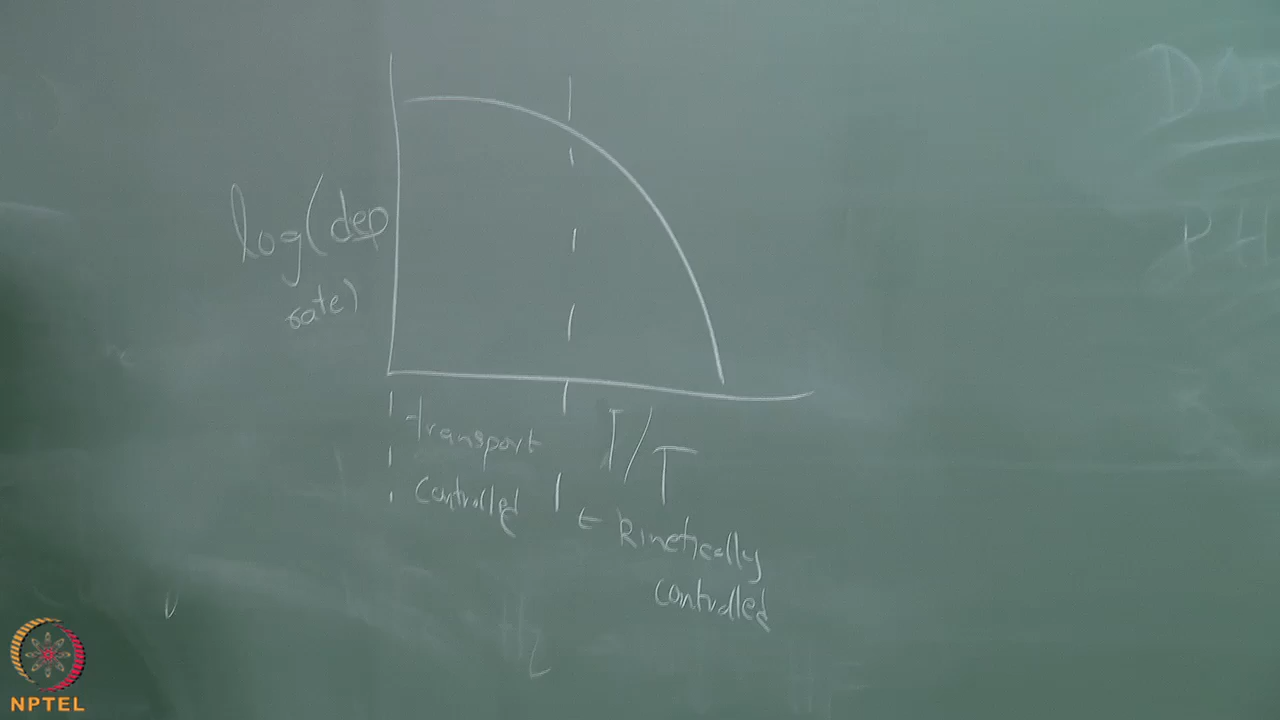 log(dep
rate)
1/T
transport
controlled
← kinetically
controlled
NPTEL